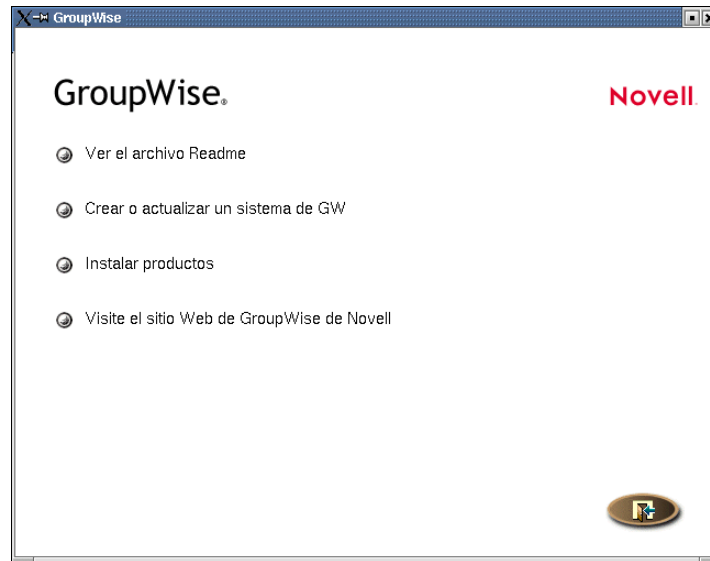 GroupWise
GroupWise®
Novell.
Ver el archivo Readme
Crear o actualizar un sistema de GW
Instalar productos
Visite el sitio Web de GroupWise de Novell